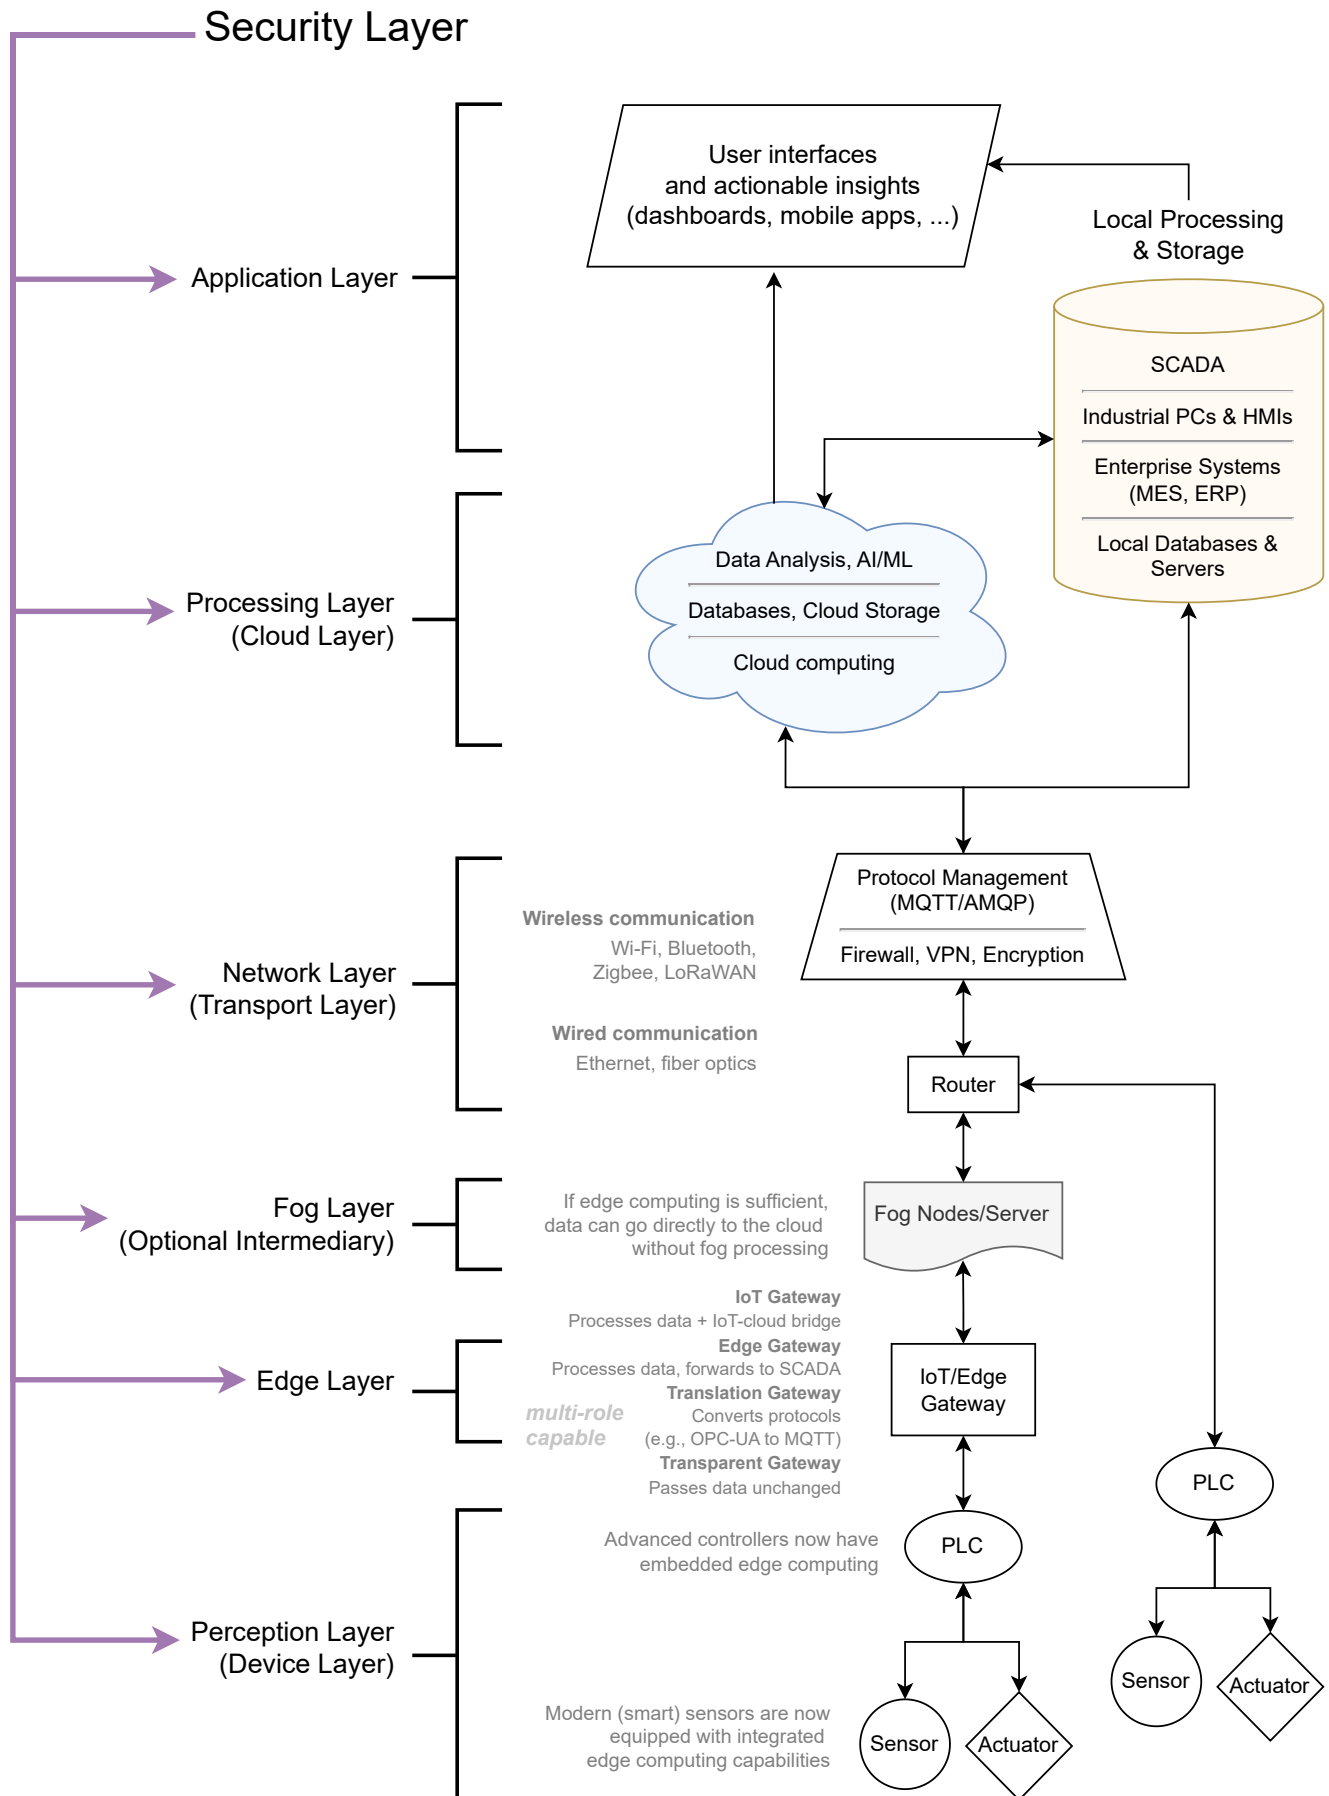 Security Layer
User interfaces
and actionable insights
(dashboards, mobile apps, ...)
Local Processing
& Storage
Application Layer
SCADA
Industrial PCs & HMIs
Enterprise Systems
(MES, ERP)
Local Databases &
Servers
Processing Layer
(Cloud Layer)
Data Analysis, AI/ML
Databases, Cloud Storage
Cloud computing
Network Layer
(Transport Layer)
Wireless communication
Wi-Fi, Bluetooth,
Zigbee, LoRaWAN
Wired communication
Ethernet, fiber optics
Protocol Management
(MQTT/AMQP)
Firewall, VPN, Encryption
Router
Fog Layer
(Optional Intermediary)
If edge computing is sufficient,
data can go directly to the cloud
without fog processing
Fog Nodes/Server
Edge Layer
IoT Gateway
Processes data + IoT-cloud bridge
Edge Gateway
Processes data, forwards to SCADA
Translation Gateway
Converts protocols
(e.g., OPC-UA to MQTT)
Transparent Gateway
Passes data unchanged
multi-role
capable
IoT/Edge
Gateway
PLC
Perception Layer
(Device Layer)
Advanced controllers now have
embedded edge computing
PLC
Modern (smart) sensors are now
equipped with integrated
edge computing capabilities
Sensor
Actuator
Sensor
Actuator